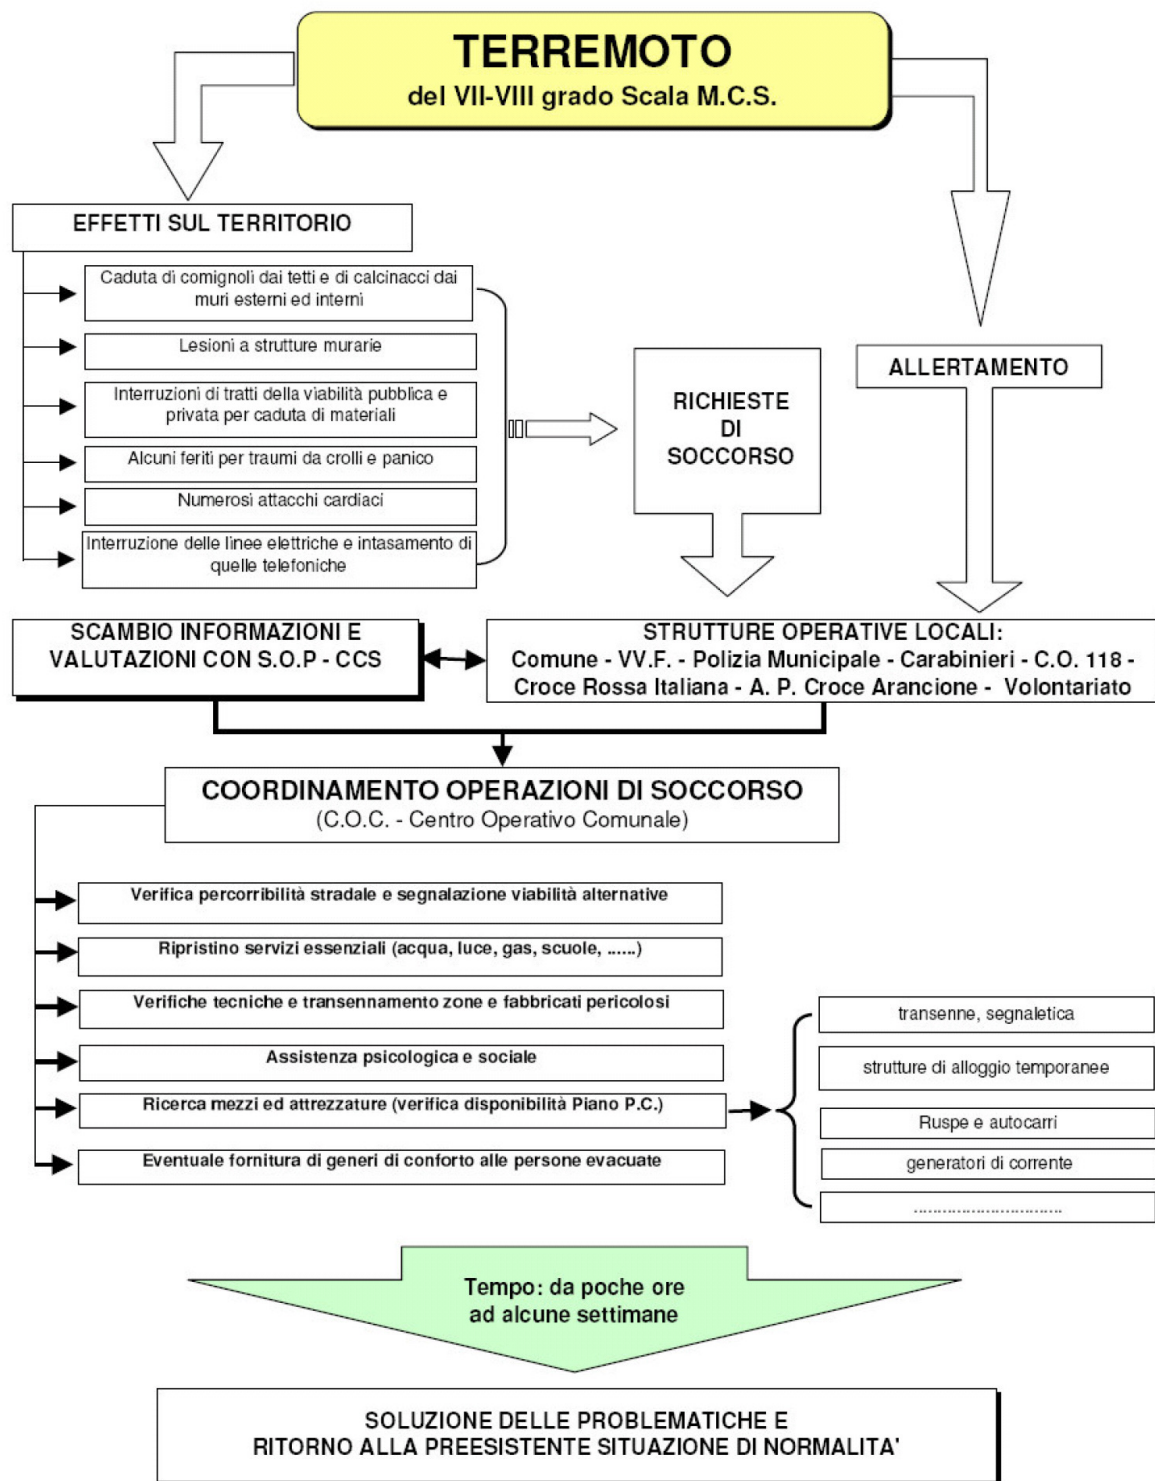 TERREMOTO
del VII-VIII grado Scala M.C.S.
EFFETTI SUL TERRITORIO
Caduta di comignoli dai tetti e di calcinacci dai
muri esterni ed interni
Lesioni a strutture murarie
Interruzioni di tratti della viabilità pubblica e
privata per caduta di materiali
Alcuni feriti per traumi da crolli e panico
Numerosi attacchi cardiaci
Interruzione delle linee elettriche e intasamento di
quelle telefoniche
RICHIESTE
DI
SOCCORSO
ALLERTAMENTO
SCAMBIO INFORMAZIONI E
VALUTAZIONI CON S.O.P - CCS
STRUTTURE OPERATIVE LOCALI:
Comune - VV.F. - Polizia Municipale - Carabinieri - C.O. 118 -
Croce Rossa Italiana - A. P. Croce Arancione - Volontariato
COORDINAMENTO OPERAZIONI DI SOCCORSO
(C.O.C. - Centro Operativo Comunale)
Verifica percorribilità stradale e segnalazione viabilità alternative
Ripristino servizi essenziali (acqua, luce, gas, scuole, ......)
Verifiche tecniche e transennamento zone e fabbricati pericolosi
Assistenza psicologica e sociale
Ricerca mezzi ed attrezzature (verifica disponibilità Piano P.C.)
Eventuale fornitura di generi di conforto alle persone evacuate
transenne, segnaletica
strutture di alloggio temporanee
Ruspe e autocarri
generatori di corrente
...............................
Tempo: da poche ore
ad alcune settimane
SOLUZIONE DELLE PROBLEMATICHE E
RITORNO ALLA PREESISTENTE SITUAZIONE DI NORMALITA'